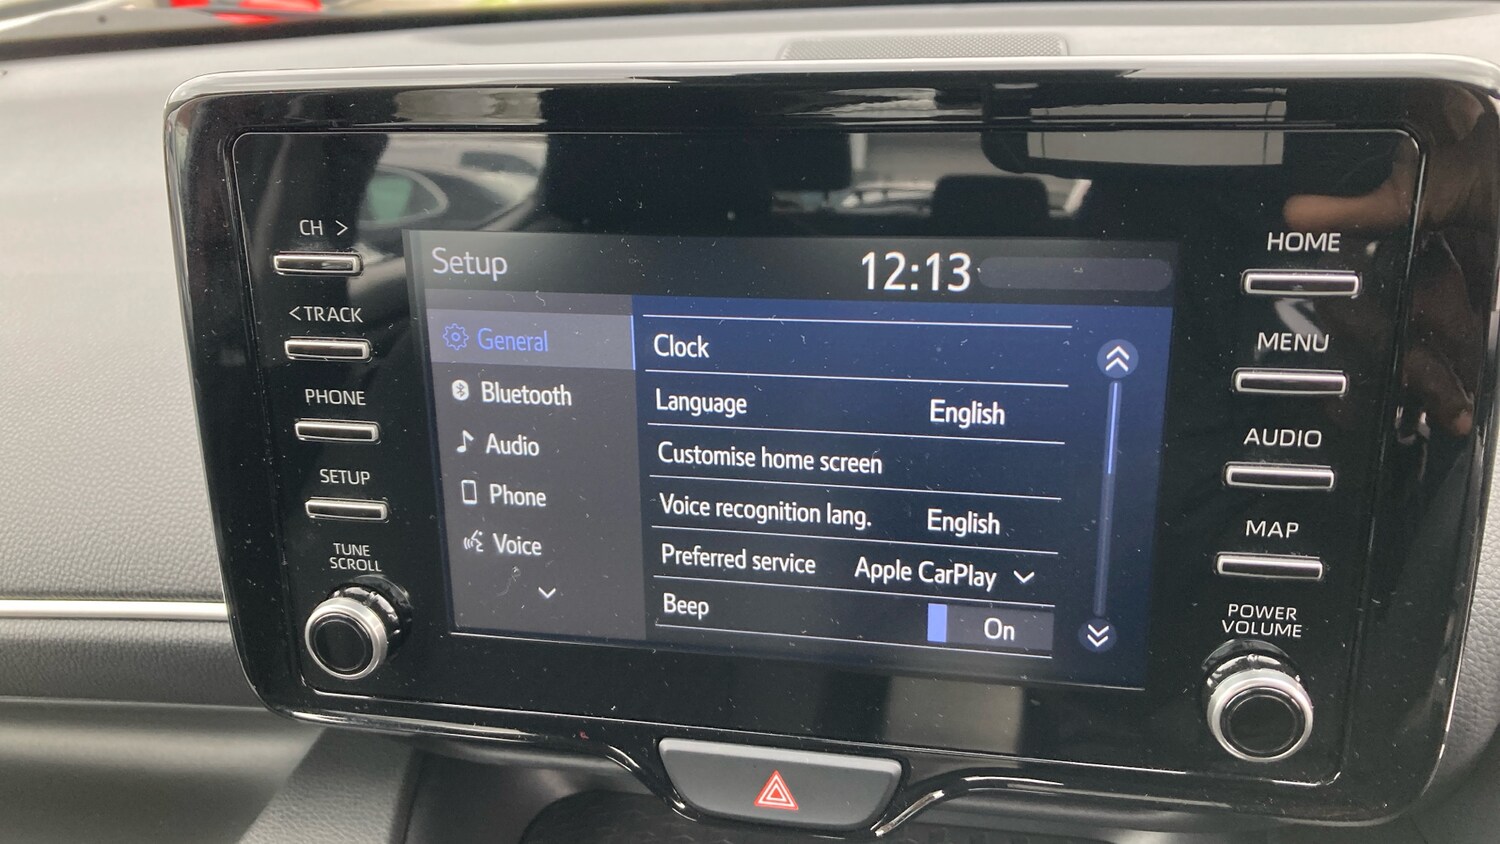 CH >
< TRACK
PHONE
SETUP
TUNE
SCROLL
Setup
12:13
General
Bluetooth
Audio
Phone
Voice
Clock
Language English
Customise home screen
Voice recognition lang. English
Preferred service Apple CarPlay
Beep On
HOME
MENU
AUDIO
MAP
POWER
VOLUME